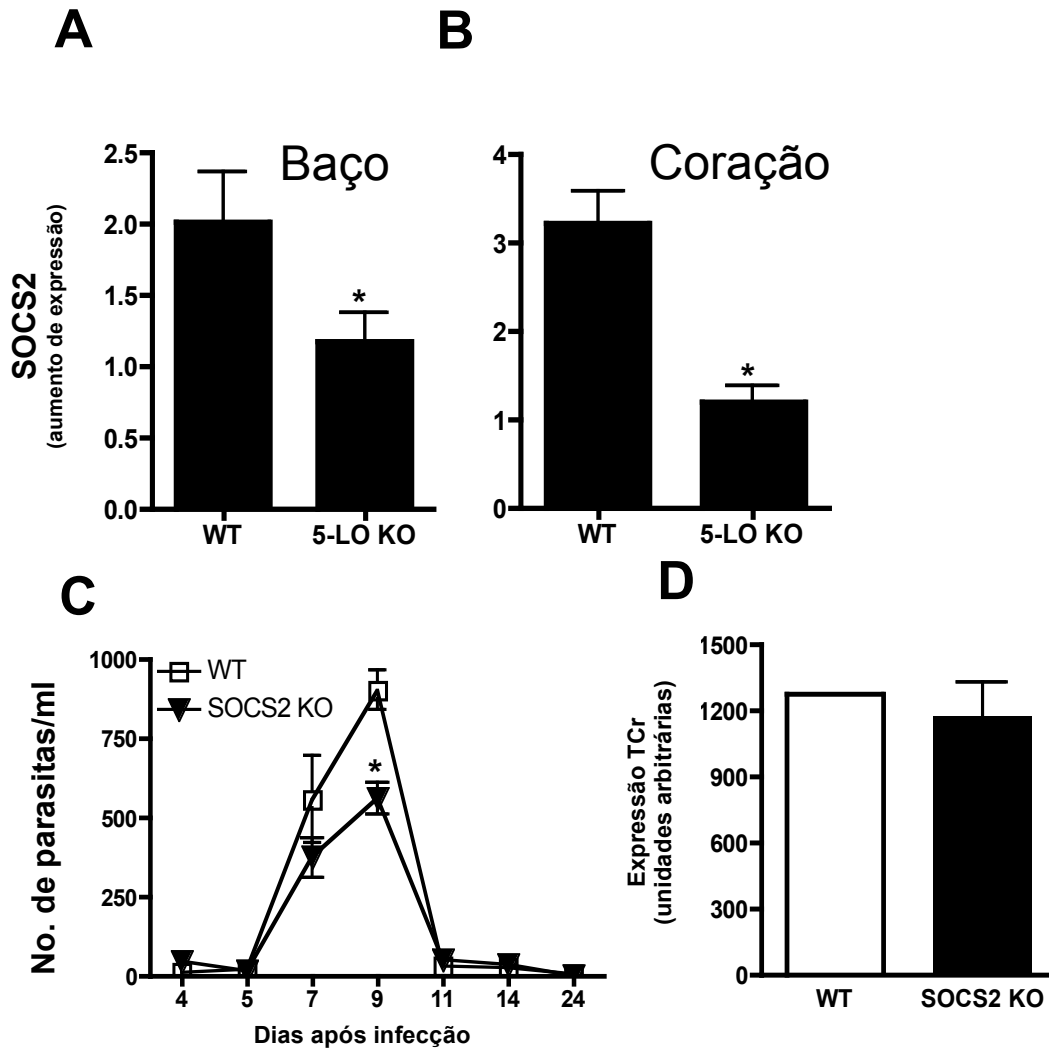 A
B
SOCS2
(aumento de expressão)
2.5
2.0
1.5
1.0
0.5
0.0
Baço
*
WT
5-LO KO
4
3
2
1
0
Coração
*
WT
5-LO KO
C
No. de parasitas/ml
1000
750
500
250
0
WT
SOCS2 KO
*
4 5 7 9 11 14 24
Dias após infecção
D
Expressão TCr
(unidades arbitrárias)
1500
1200
900
600
300
0
WT
SOCS2 KO